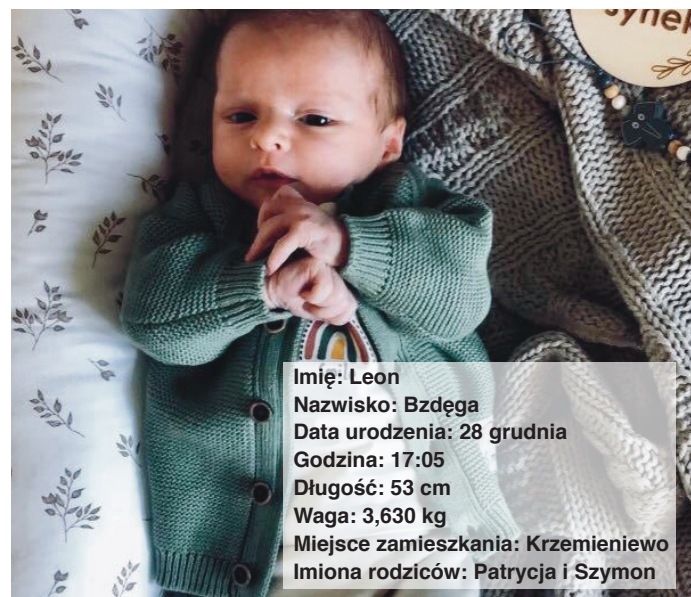 synek
Imię: Leon
Nazwisko: Bzdęga
Data urodzenia: 28 grudnia
Godzina: 17:05
Długość: 53 cm
Waga: 3,630 kg
Miejsce zamieszkania: Krzemieniewo
Imiona rodziców: Patrycja i Szymon